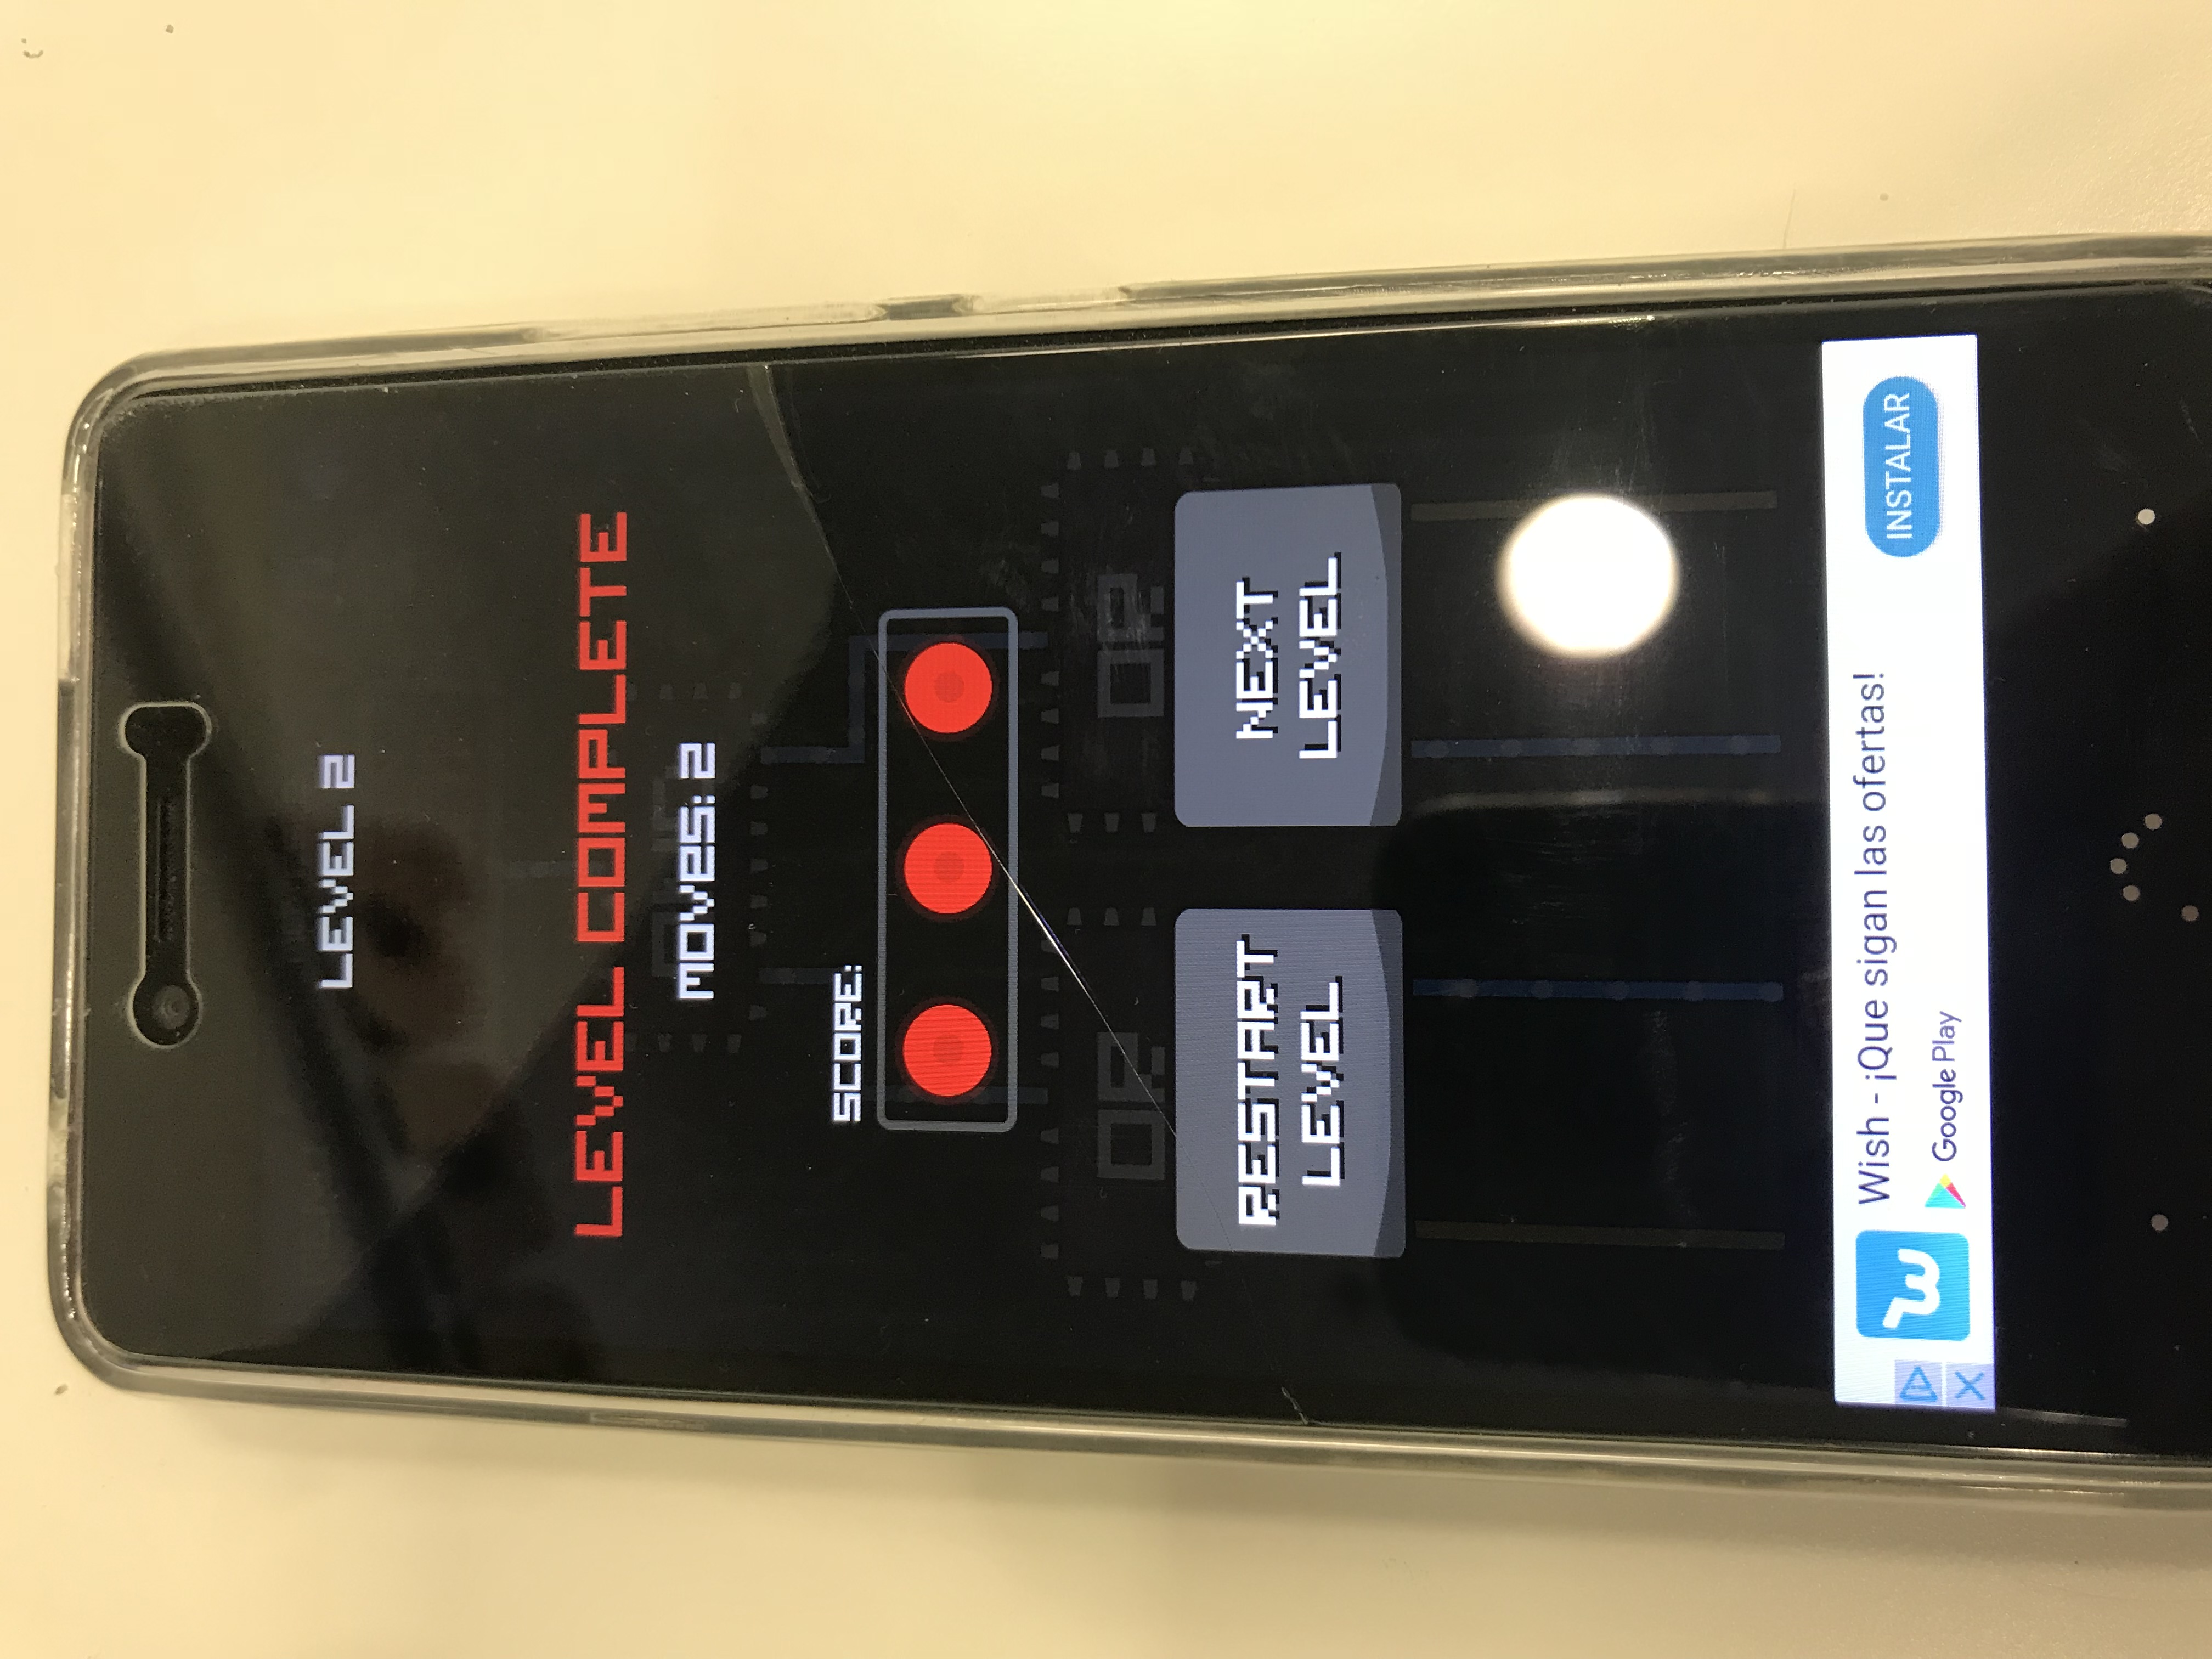 LEVEL 2
LEVEL COMPLETE
MOVES: 2
SCORE:
OR OR
RESTART LEVEL
NEXT LEVEL
Wish - ¡Que sigan las ofertas!
INSTALAR
Google Play